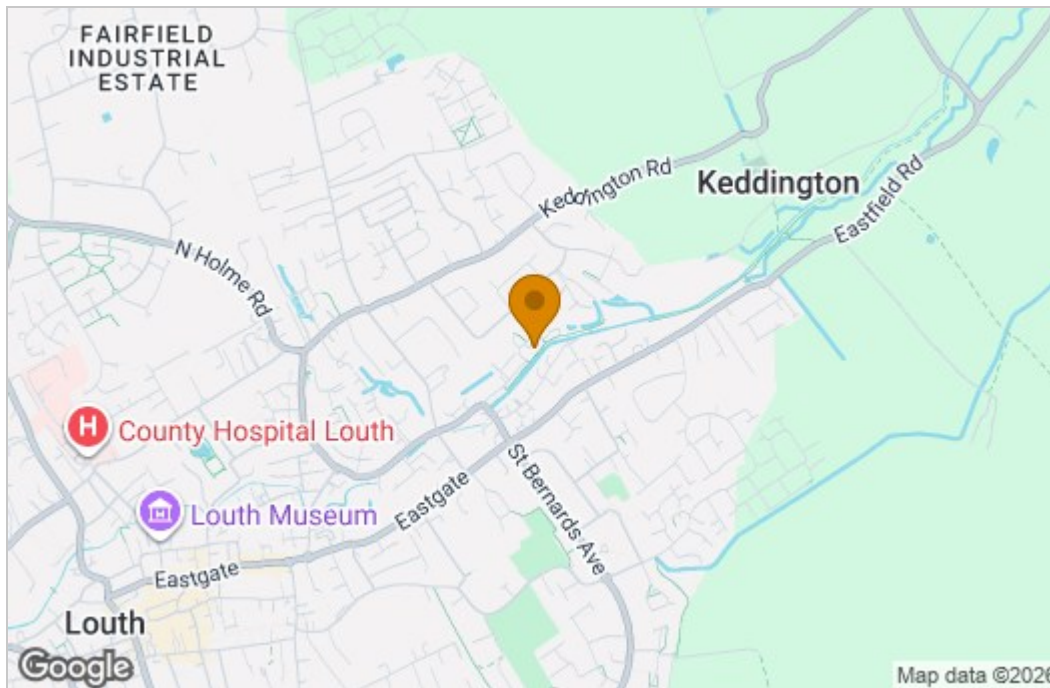 FAIRFIELD
INDUSTRIAL
ESTATE
Keddington Rd
Keddington
Eastfield Rd
N Holme Rd
H
County Hospital Louth
St Bernards Ave
Louth Museum
Eastgate
Eastgate
Louth
Google
Map data ©2026